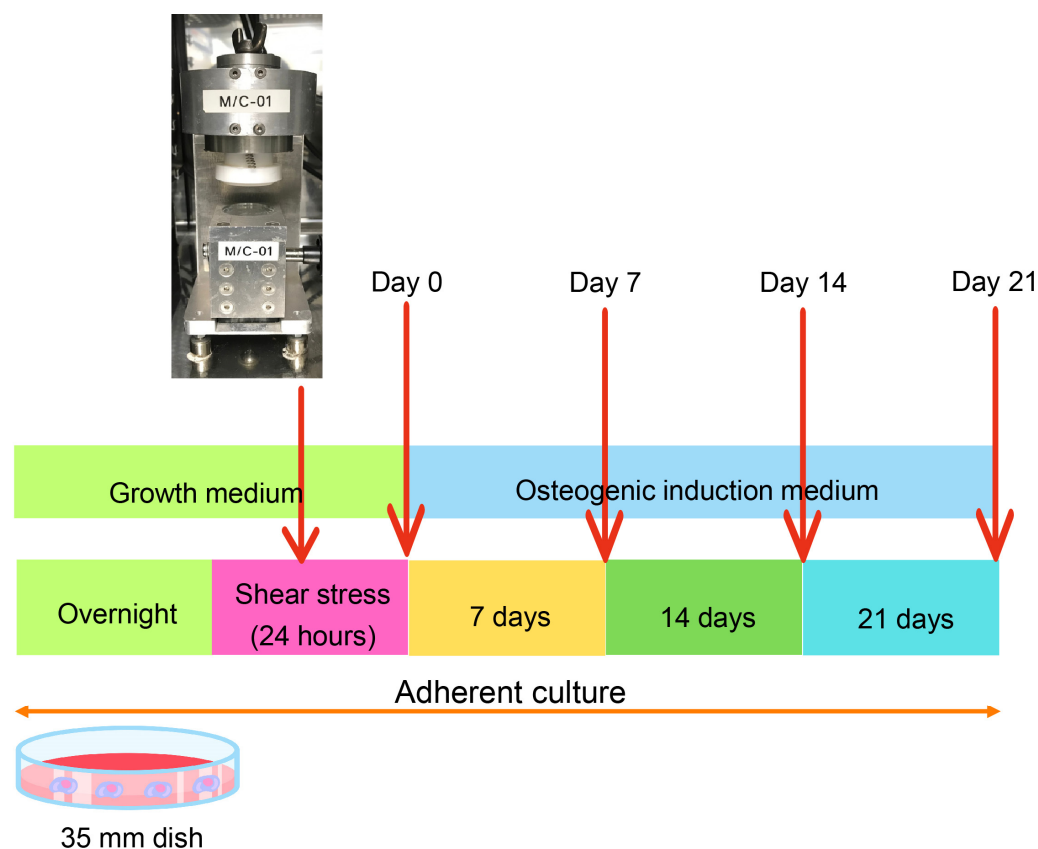 M/C-01
M/C-01
Day 0
Day 7
Day 14
Day 21
Growth medium
Osteogenic induction medium
Overnight
Shear stress
(24 hours)
7 days
14 days
21 days
Adherent culture
35 mm dish